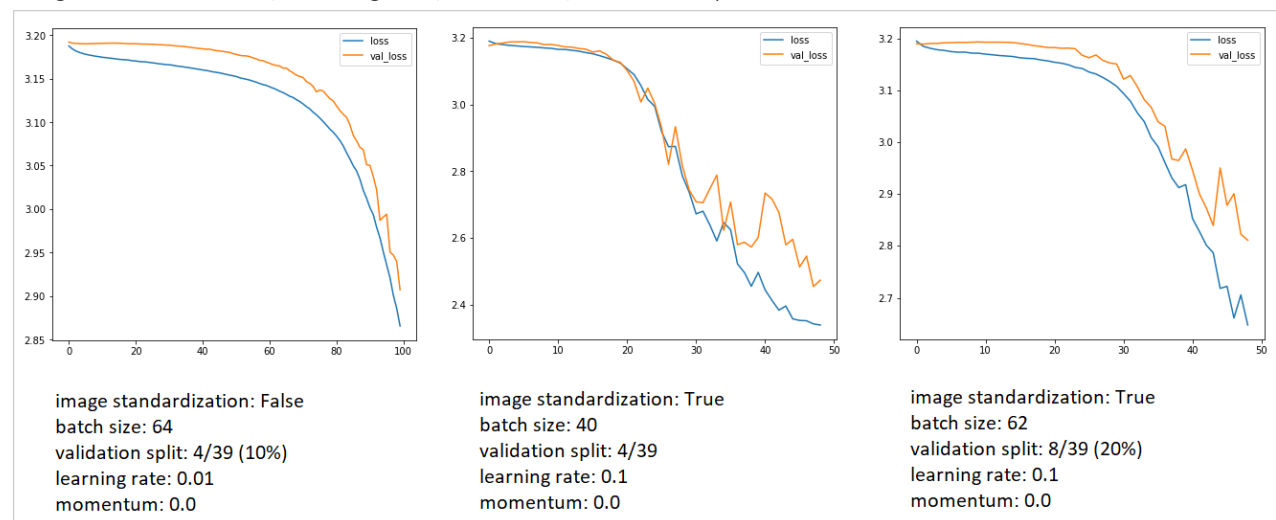 loss
val_loss
3.20
3.15
3.10
3.05
3.00
2.95
2.90
2.85
0
20
40
60
80
100
loss
val_loss
3.2
3.0
2.8
2.6
2.4
0
10
20
30
40
50
loss
val_loss
3.2
3.1
3.0
2.9
2.8
2.7
0
10
20
30
40
50
image standardization: False
batch size: 64
validation split: 4/39 (10%)
learning rate: 0.01
momentum: 0.0
image standardization: True
batch size: 40
validation split: 4/39
learning rate: 0.1
momentum: 0.0
image standardization: True
batch size: 62
validation split: 8/39 (20%)
learning rate: 0.1
momentum: 0.0